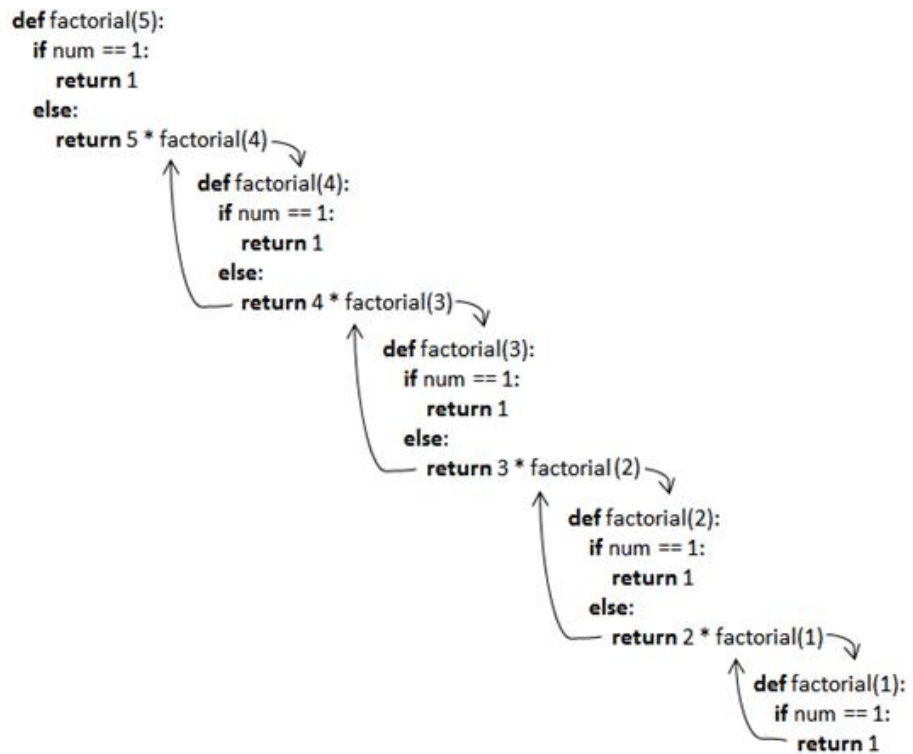 def factorial(5):
if num == 1:
return 1
else:
return 5 * factorial(4)
def factorial(4):
if num == 1:
return 1
else:
return 4 * factorial(3)
def factorial(3):
if num == 1:
return 1
else:
return 3 * factorial(2)
def factorial(2):
if num == 1:
return 1
else:
return 2 * factorial(1)
def factorial(1):
if num == 1:
return 1